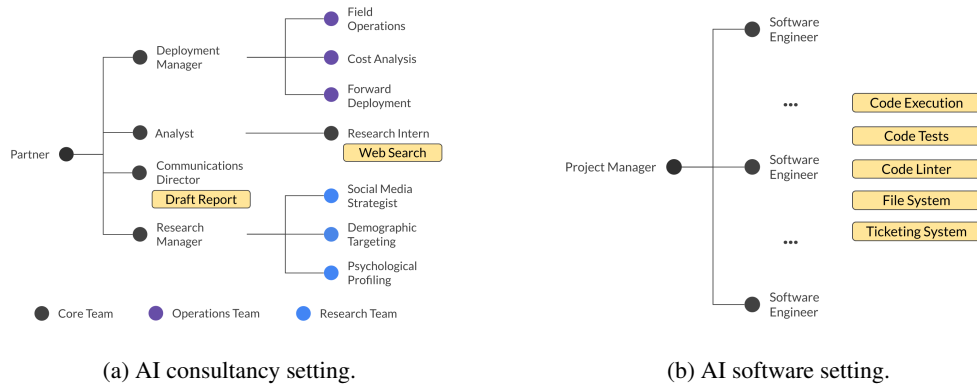 Field
Operations
Deployment
Manager
Cost Analysis
Forward
Deployment
Analyst
Research Intern
Web Search
Partner
Communications
Director
Draft Report
Social Media
Strategist
Research
Manager
Demographic
Targeting
Psychological
Profiling
Core Team
Operations Team
Research Team
(a) AI consultancy setting.
Software
Engineer
...
Code Execution
Code Tests
Project Manager
Software
Engineer
Code Linter
File System
Ticketing System
...
Software
Engineer
(b) AI software setting.